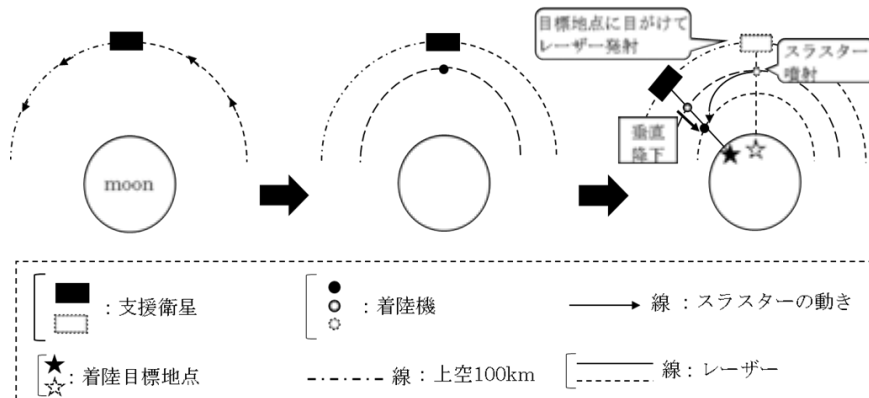 目標地点に目がけて
レーザー発射
スラスター
噴射
moon
垂直
降下
：支援衛星
：着陸機
線：スラスターの動き
：着陸目標地点
線：上空100km
線：レーザー